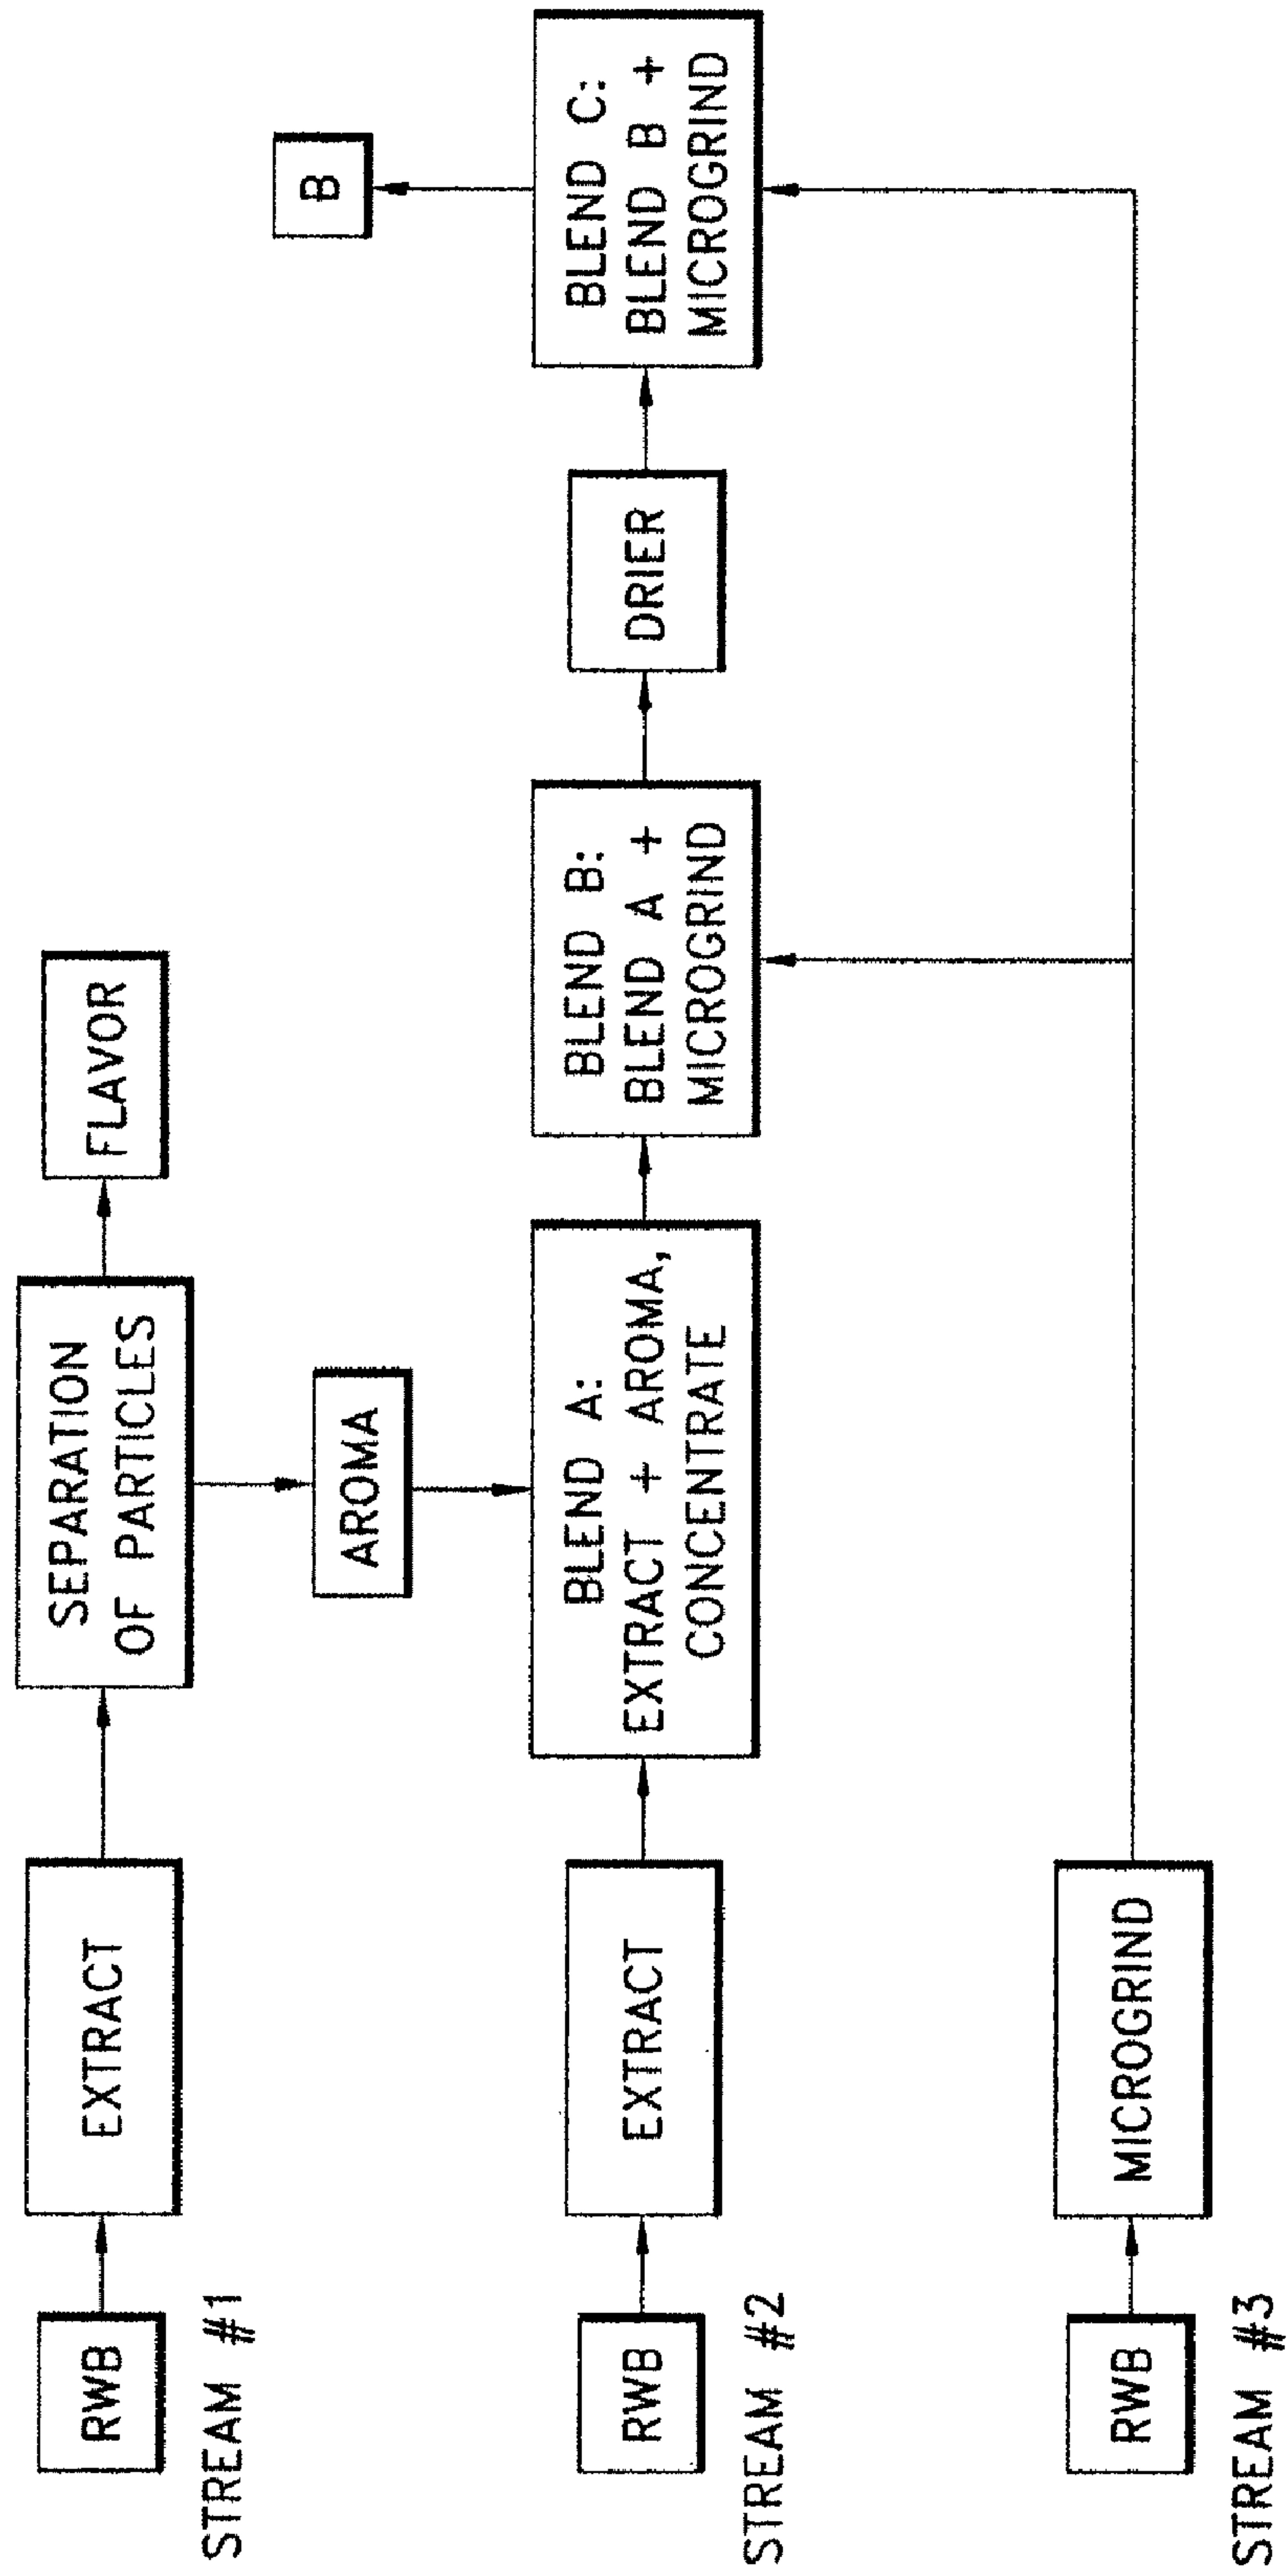 RWB
STREAM #1
EXTRACT
SEPARATION
OF PARTICLES
FLAVOR
AROMA
RWB
STREAM #2
EXTRACT
BLEND A:
EXTRACT + AROMA,
CONCENTRATE
BLEND B:
BLEND A +
MICROGRIND
DRIER
BLEND C:
BLEND B +
MICROGRIND
B
RWB
STREAM #3
MICROGRIND